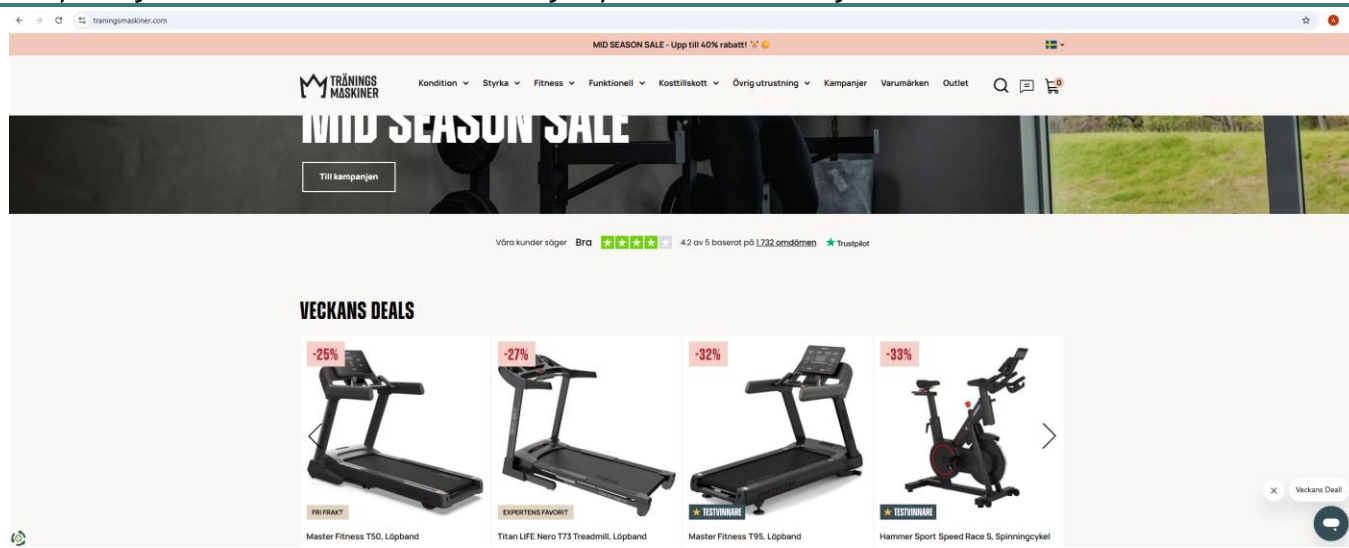 traningsmaskiner.com
MID SEASON SALE - Upp till 40% rabatt!
TRÄNINGS
MASKINER
Kondition Styrka Fitness Funktionell Kosttillskott Övrig utrustning Kampanjer Varumärken Outlet
0
MID SEASON SALE
Till kampanjen
Våra kunder säger Bra 4.2 av 5 baserat på 1 732 omdömen Trustpilot
VECKANS DEALS
-25% -27% -32% -33%
FRI FRAKT EXPERTENS FAVORIT TESTVINNARE TESTVINNARE
Veckans Deal!
Master Fitness T50, Löpband Titan LIFE Nero T73 Treadmill, Löpband Master Fitness T95, Löpband Hammer Sport Speed Race S, Spinningcykel